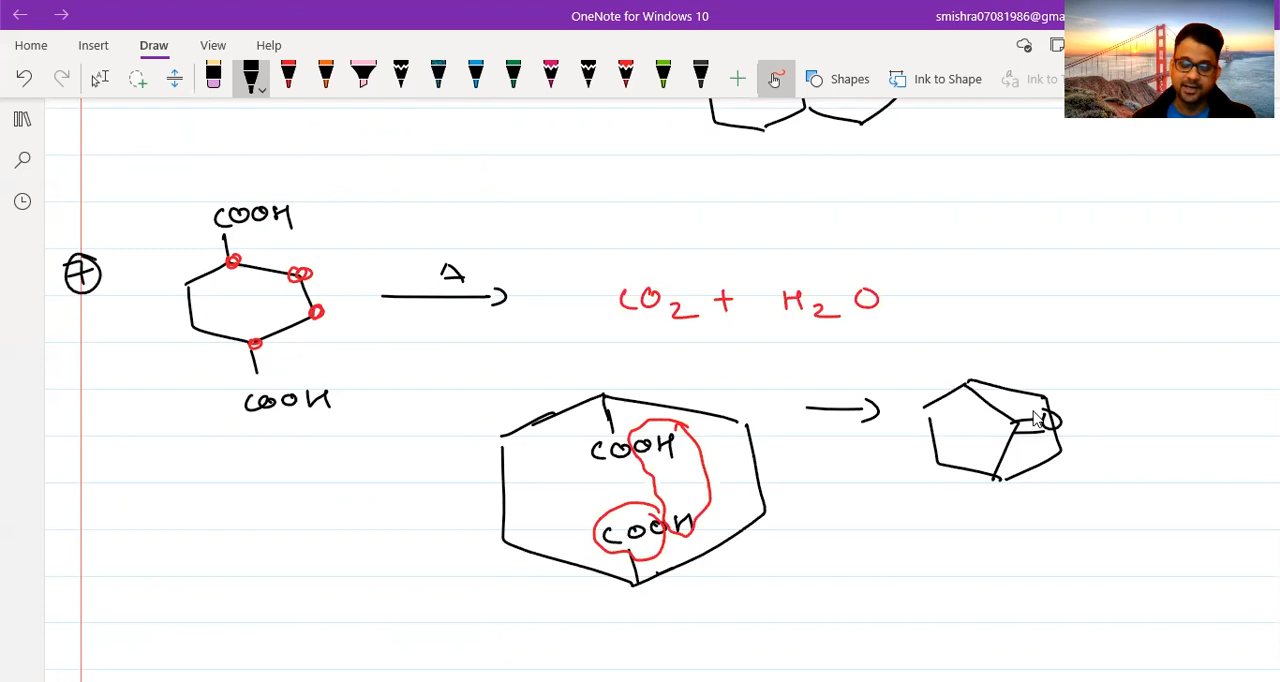 OneNote for Windows 10
smishra07081986@gma
Home Insert Draw View Help
Shapes
Ink to Shape
Ink to
COOH
7
Δ
CO2 + H2O
COOH
COOH
COOH
O